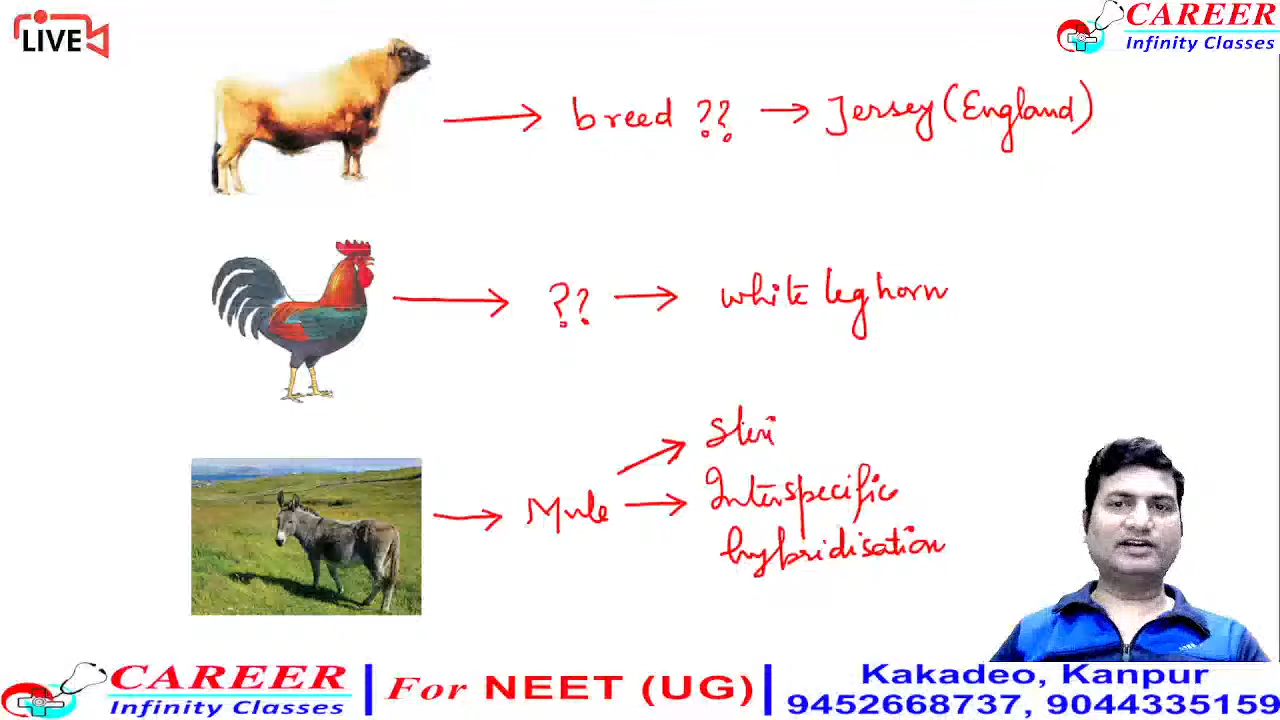 LIVE
CAREER
Infinity Classes
breed ?? → Jersey (England)
?? → white leghorn
Steri
Mule
Interspecific
hybridisation
CAREER
Infinity Classes
For NEET (UG)
Kakadeo, Kanpur
9452668737, 9044335159